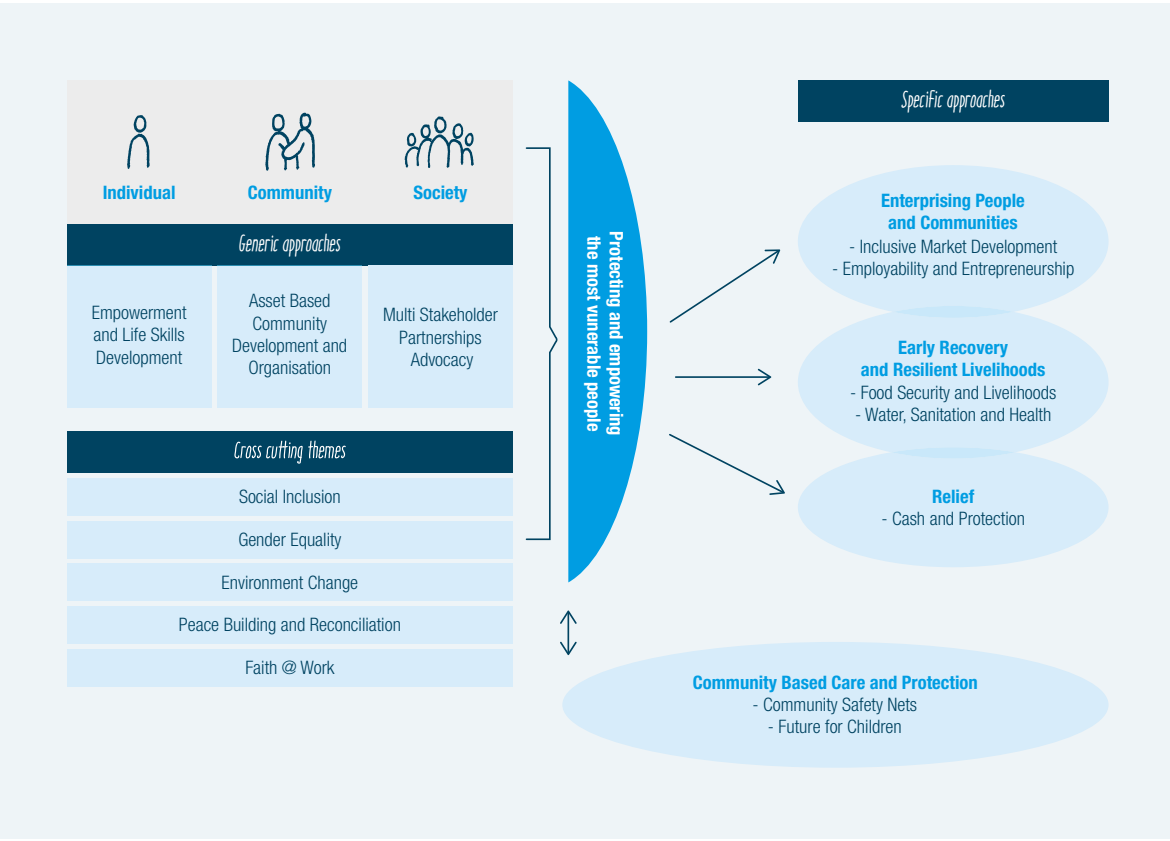 Individual
Community
Society
Generic approaches
Empowerment
and Life Skills
Development
Asset Based
Community
Development and
Organisation
Multi Stakeholder
Partnerships
Advocacy
Cross cutting themes
Social Inclusion
Gender Equality
Environment Change
Peace Building and Reconciliation
Faith @ Work
Protecting and empowering
the most vunerable people
Specific approaches
Enterprising People
and Communities
- Inclusive Market Development
- Employability and Entrepreneurship
Early Recovery
and Resilient Livelihoods
- Food Security and Livelihoods
- Water, Sanitation and Health
Relief
- Cash and Protection
Community Based Care and Protection
- Community Safety Nets
- Future for Children